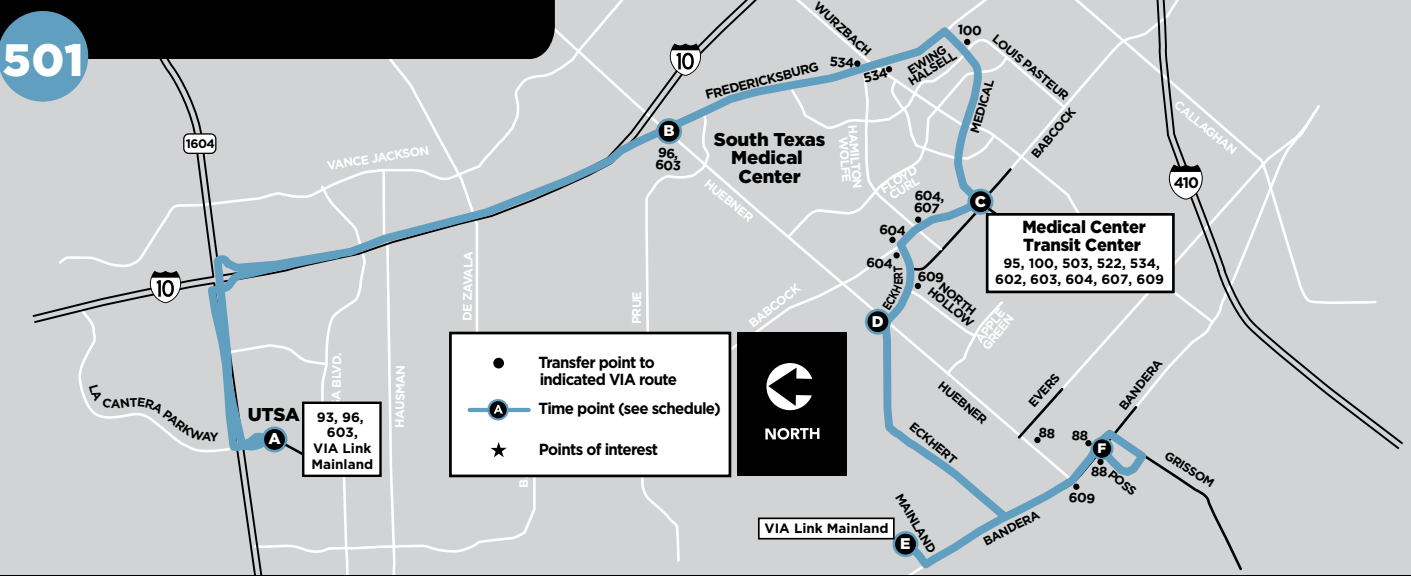 501
1604
10
VANCE JACKSON
10
FREDERICKSBURG
B
96,
603
South Texas
Medical
Center
WURZBACH
534
534
EWING
HALSELL
100
LOUIS PASTEUR
MEDICAL
BABCOCK
CALLAGHAN
410
HAMILTON
WOLFE
FLOYD
CURL
HUEBNER
604,
607
604
604
C
Medical Center
Transit Center
95, 100, 503, 522, 534,
602, 603, 604, 607, 609
ECKHERT
609
NORTH
HOLLOW
APPLE
GREEN
D
BABCOCK
PRUE
DE ZAVALA
HAUSMAN
BLVD.
LA CANTERA PARKWAY
UTSA
A
93, 96,
603,
VIA Link
Mainland
Transfer point to
indicated VIA route
A
Time point (see schedule)
Points of interest
NORTH
HUEBNER
EVERS
BANDERA
88
88
F
88
POSS
GRISSOM
609
ECKHERT
MAINLAND
BANDERA
VIA Link Mainland
E